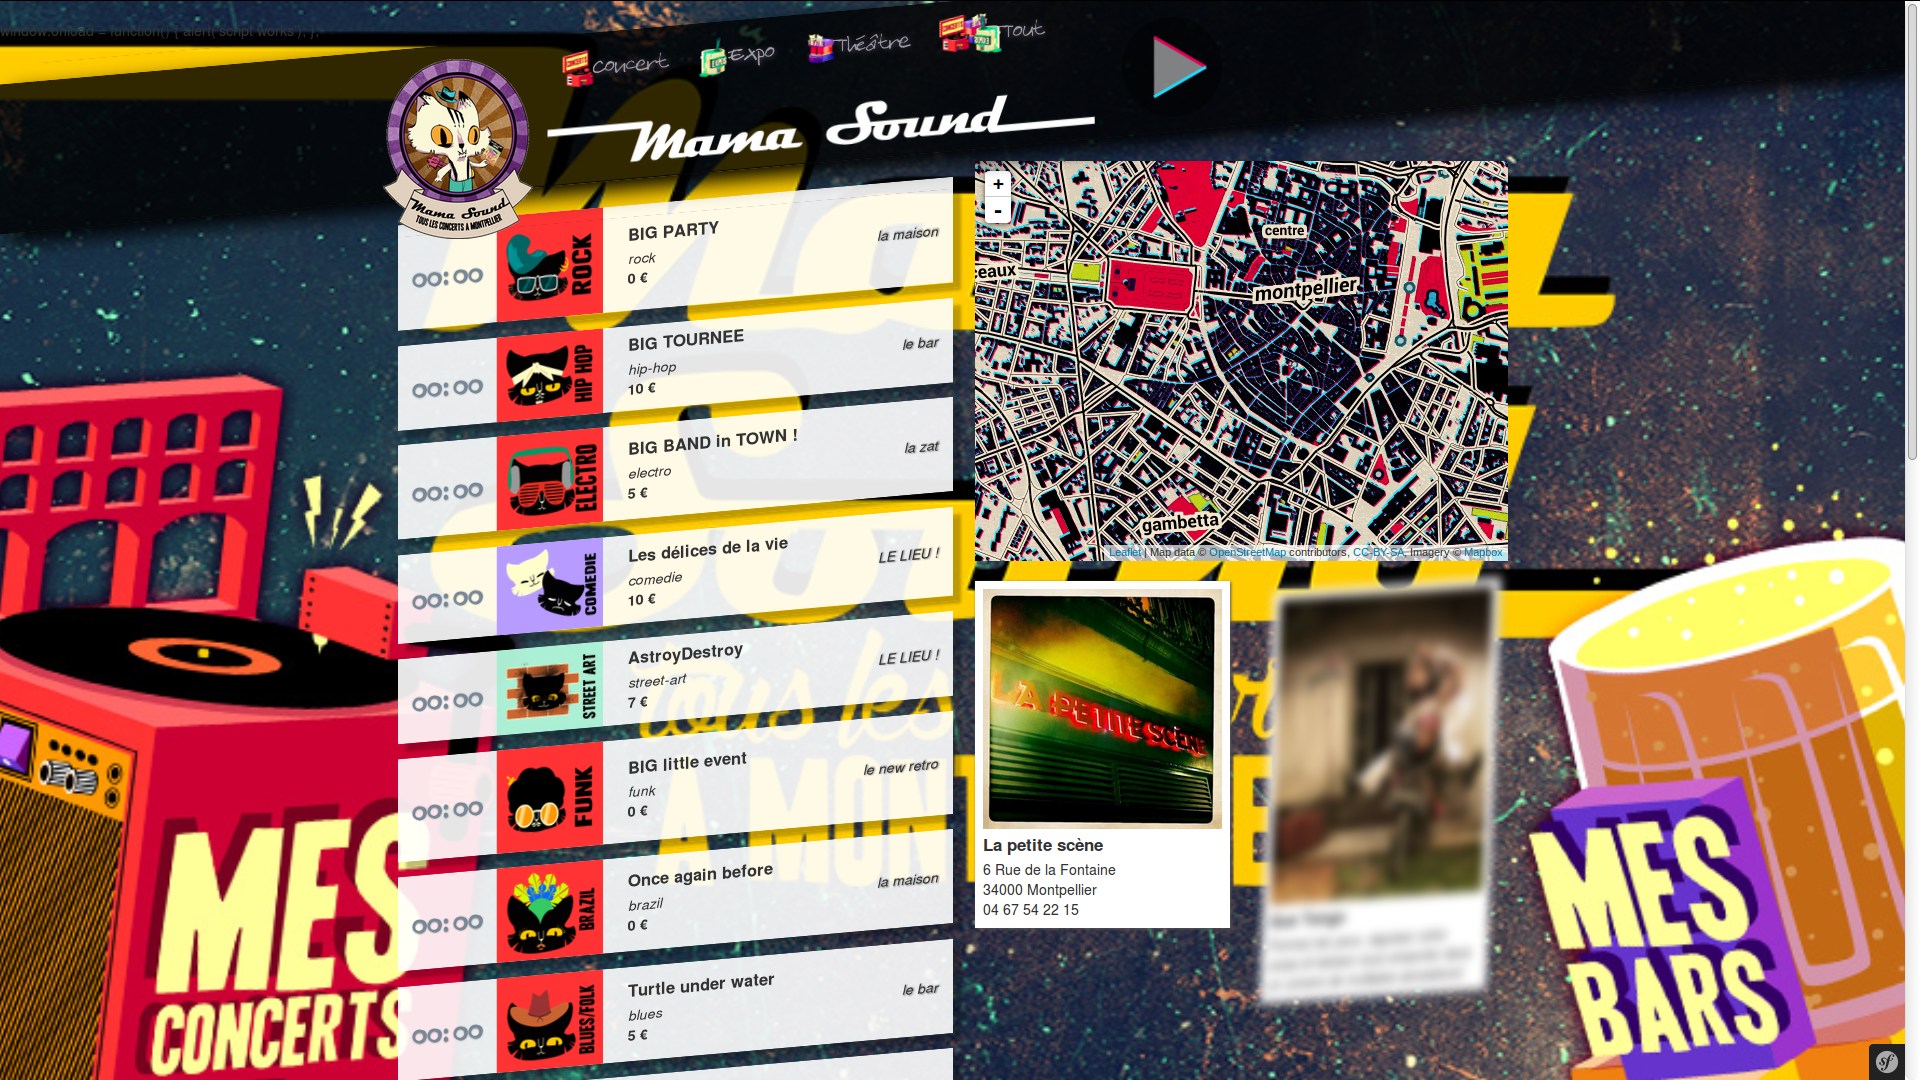 window.onload = function() { alert('script works'); };
Concert
Expo
Théâtre
Tout
Mama Sound
Mama Sound
TOUS LES CONCERTS A MONTPELLIER
00:00
ROCK
BIG PARTY
rock
0 €
la maison
00:00
HIP HOP
BIG TOURNEE
hip-hop
10 €
le bar
00:00
ELECTRO
BIG BAND in TOWN !
electro
5 €
la zat
00:00
COMEDIE
Les délices de la vie
comedie
10 €
LE LIEU !
00:00
STREET ART
AstroyDestroy
street-art
7 €
LE LIEU !
00:00
FUNK
BIG little event
funk
0 €
le new retro
00:00
BRAZIL
Once again before
brazil
0 €
la maison
00:00
BLUES/FOLK
Turtle under water
blues
5 €
le bar
+
-
centre
ceaux
montpellier
gambetta
Leaflet | Map data © OpenStreetMap contributors, CC-BY-SA, Imagery © Mapbox
LA PETITE SCÈNE
La petite scène
6 Rue de la Fontaine
34000 Montpellier
04 67 54 22 15
MES
CONCERTS
MES
BARS
tous les
A MON
sf